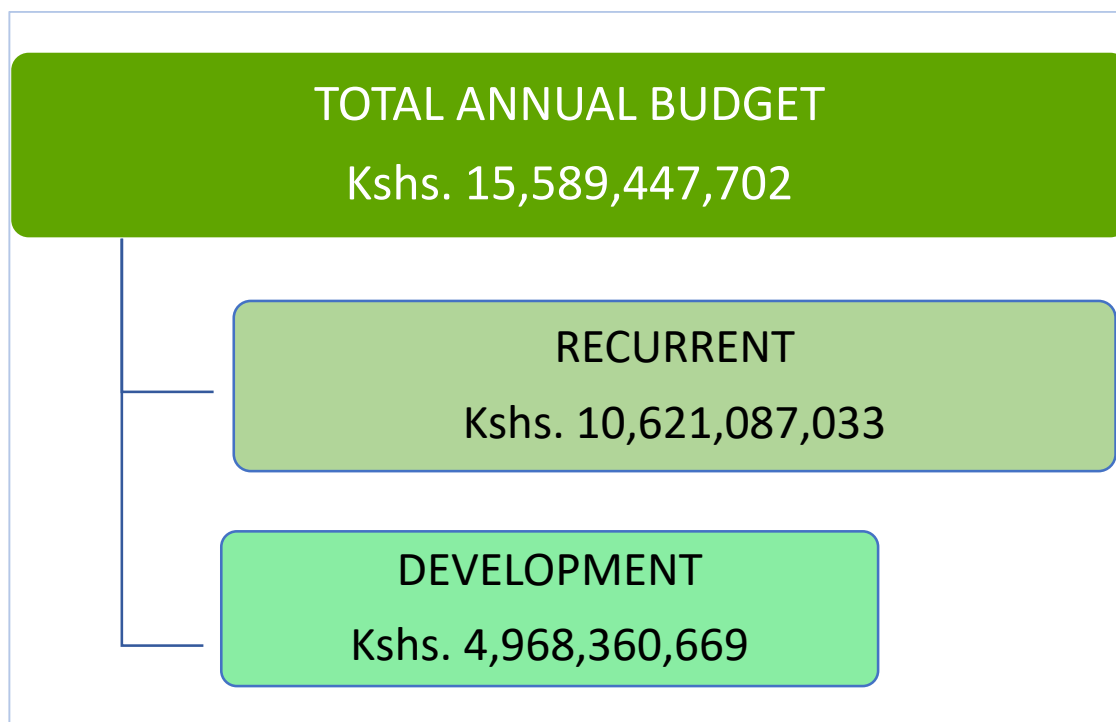 TOTAL ANNUAL BUDGET
Kshs. 15,589,447,702
RECURRENT
Kshs. 10,621,087,033
DEVELOPMENT
Kshs. 4,968,360,669